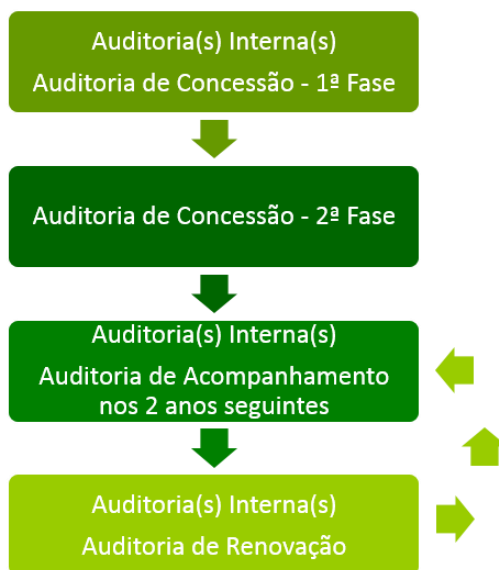 Auditoria(s) Interna(s)
Auditoria de Concessão - 1ª Fase
Auditoria de Concessão - 2ª Fase
Auditoria(s) Interna(s)
Auditoria de Acompanhamento
nos 2 anos seguintes
Auditoria(s) Interna(s)
Auditoria de Renovação